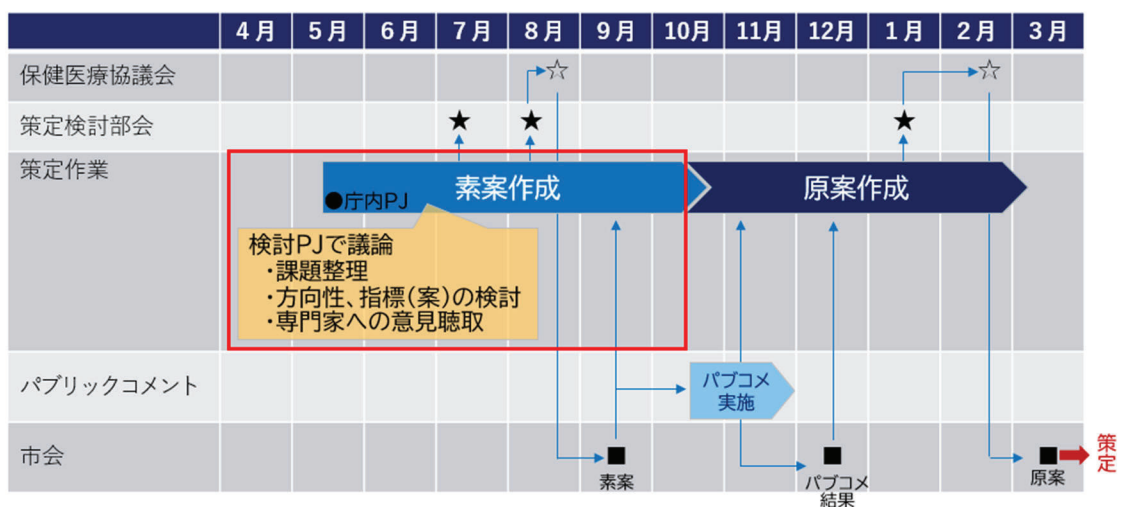 4月 5月 6月 7月 8月 9月 10月 11月 12月 1月 2月 3月
保健医療協議会 ☆ ☆
策定検討部会 ★ ★ ★
策定作業
素案作成
原案作成
●庁内PJ
検討PJで議論
・課題整理
・方向性、指標(案)の検討
・専門家への意見聴取
パブリックコメント
パブコメ
実施
市会
■
素案
■
パブコメ
結果
■
原案
策定